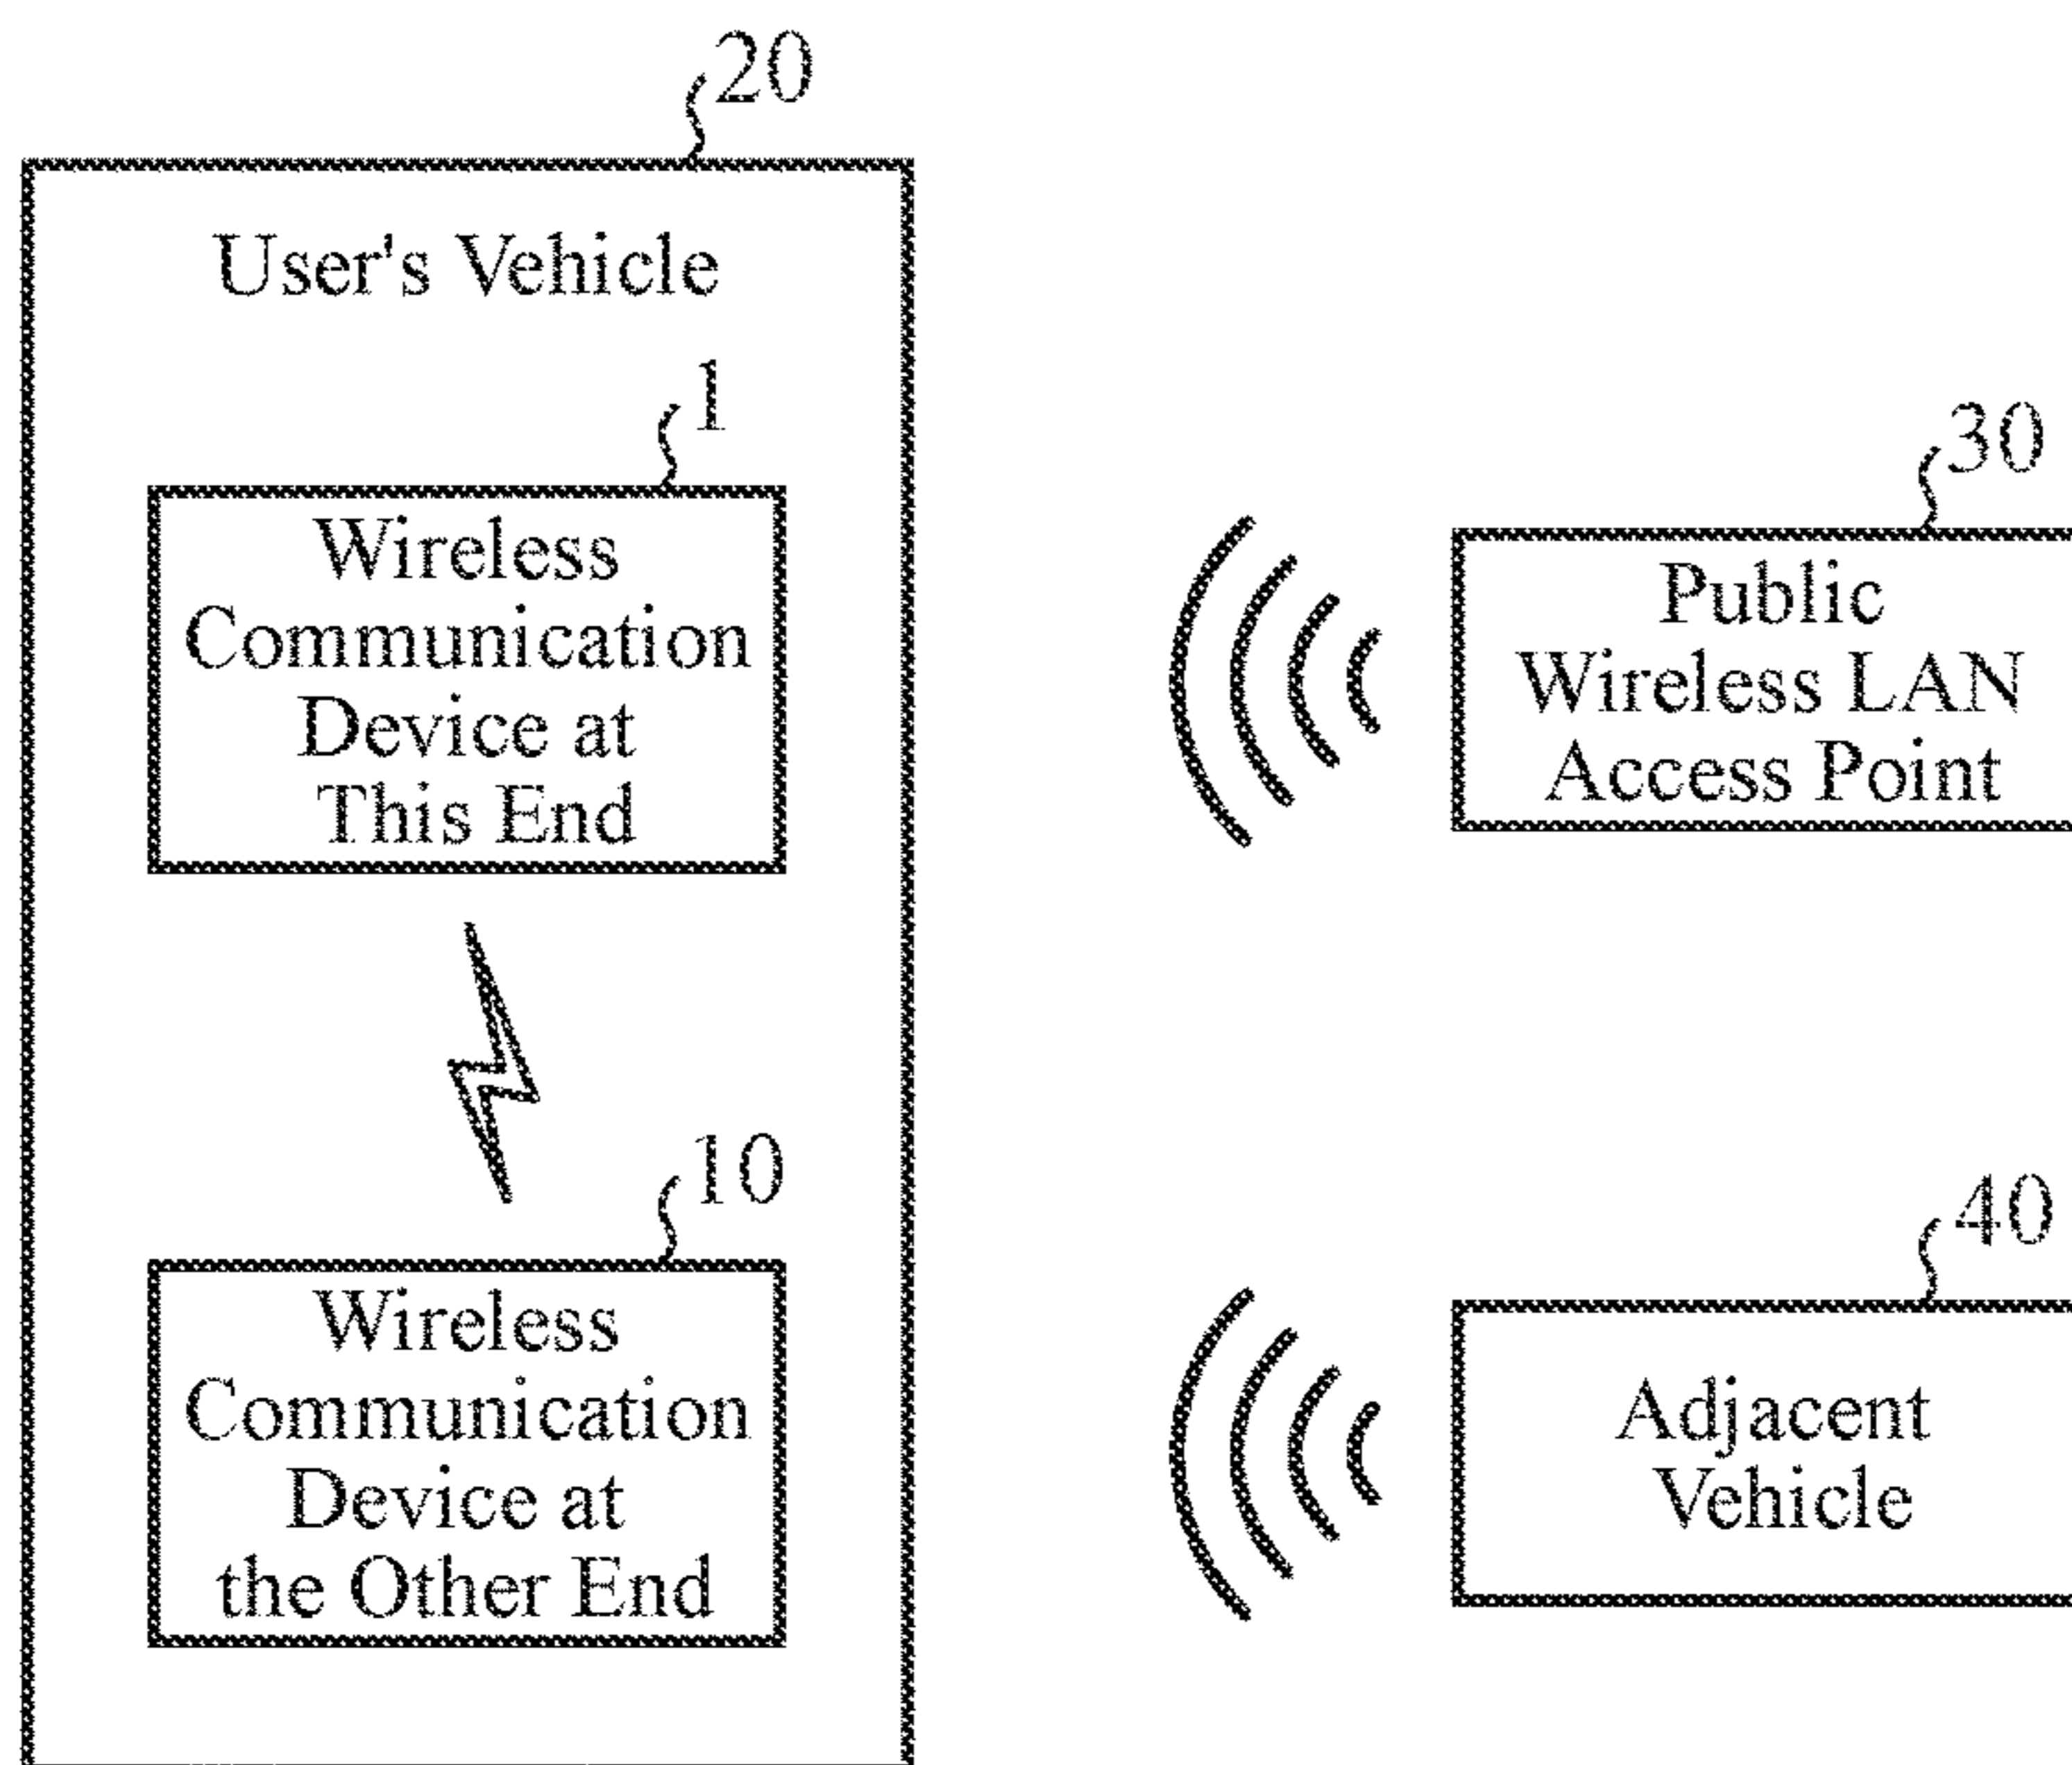 20
User's Vehicle
1
Wireless
Communication
Device at
This End
10
Wireless
Communication
Device at
the Other End
30
Public
Wireless LAN
Access Point
40
Adjacent
Vehicle